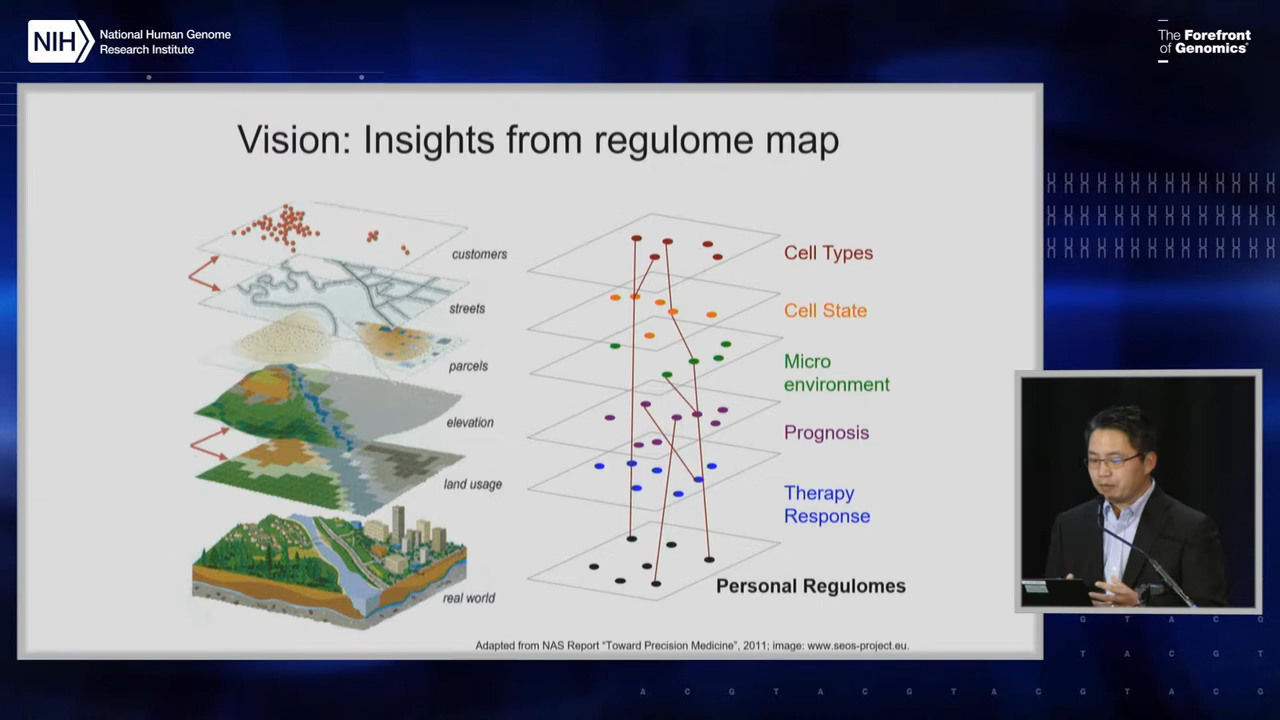 NIH
National Human Genome
Research Institute
The Forefront
of Genomics®
Vision: Insights from regulome map
customers
streets
parcels
elevation
land usage
real world
Cell Types
Cell State
Micro
environment
Prognosis
Therapy
Response
Personal Regulomes
Adapted from NAS Report “Toward Precision Medicine”, 2011; image: www.seos-project.eu.
G T A C G
T A C G T
A C G T A C G T A C G T A C G